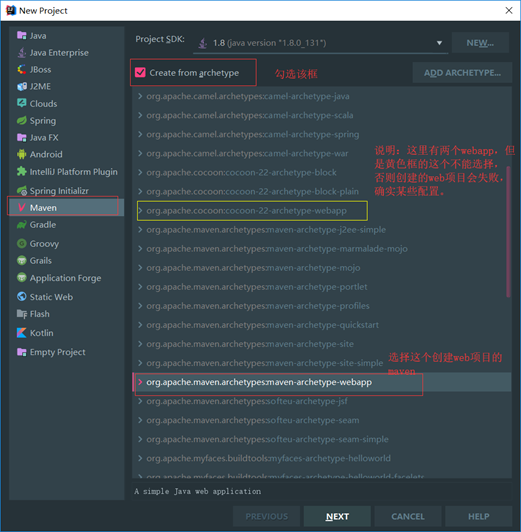 New Project
Java
Java Enterprise
JBoss
J2ME
Clouds
Spring
Java FX
Android
IntelliJ Platform Plugin
Spring Initializr
Maven
Gradle
Groovy
Grails
Application Forge
Static Web
Flash
Kotlin
Empty Project
Project SDK: 1.8 (java version "1.8.0_131") NEW...
Create from archetype 勾选该框 ADD ARCHETYPE...
org.apache.camel.archetypes:camel-archetype-java
org.apache.camel.archetypes:camel-archetype-scala
org.apache.camel.archetypes:camel-archetype-spring
org.apache.camel.archetypes:camel-archetype-war
org.apache.cocoon:cocoon-22-archetype-block
org.apache.cocoon:cocoon-22-archetype-block-plain
org.apache.cocoon:cocoon-22-archetype-webapp
说明：这里有两个webapp，但
是黄色框的这个不能选择，
否则创建的web项目会失败，
确实某些配置。
org.apache.maven.archetypes:maven-archetype-j2ee-simple
org.apache.maven.archetypes:maven-archetype-marmalade-mojo
org.apache.maven.archetypes:maven-archetype-mojo
org.apache.maven.archetypes:maven-archetype-portlet
org.apache.maven.archetypes:maven-archetype-profiles
org.apache.maven.archetypes:maven-archetype-quickstart
org.apache.maven.archetypes:maven-archetype-site
org.apache.maven.archetypes:maven-archetype-site-simple
选择这个创建web项目的
maven
org.apache.maven.archetypes:maven-archetype-webapp
org.apache.maven.archetypes:softeu-archetype-jsf
org.apache.maven.archetypes:softeu-archetype-seam
org.apache.maven.archetypes:softeu-archetype-seam-simple
org.apache.myfaces.buildtools:myfaces-archetype-helloworld
org.apache.myfaces.buildtools:myfaces-archetype-helloworld-facelets
A simple Java web application
PREVIOUS NEXT CANCEL HELP